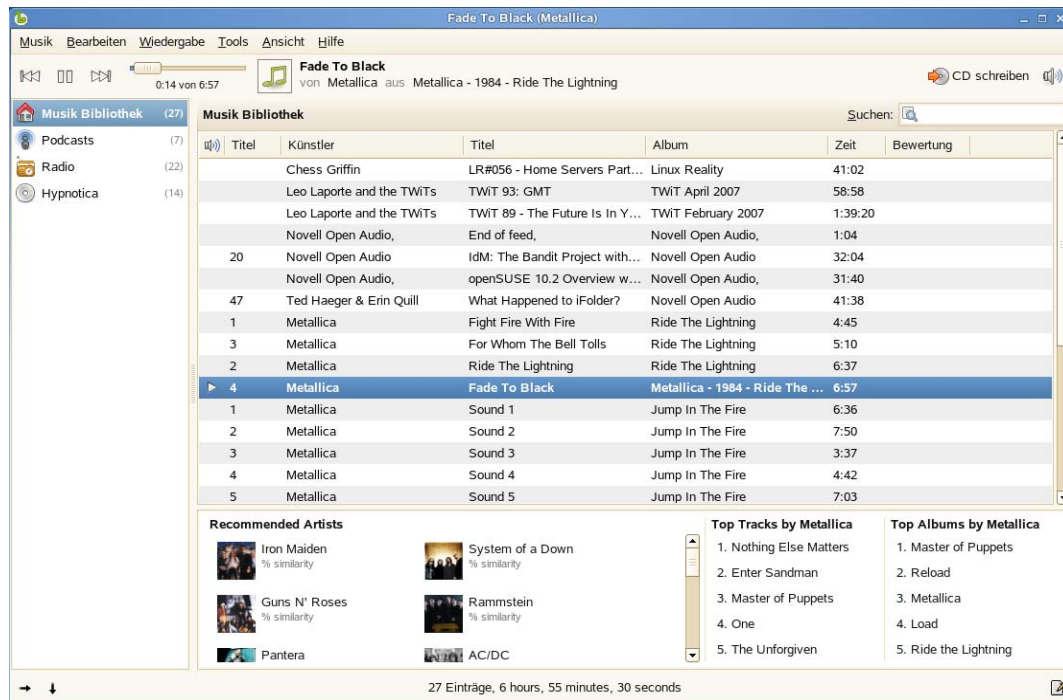 Fade To Black (Metallica)
Musik Bearbeiten Wiedergabe Tools Ansicht Hilfe
0:14 von 6:57
Fade To Black
von Metallica aus Metallica - 1984 - Ride The Lightning
CD schreiben
Musik Bibliothek (27)
Podcasts (7)
Radio (22)
Hypnotica (14)
Musik Bibliothek
Suchen:
Titel Künstler Titel Album Zeit Bewertung
Chess Griffin LR#056 - Home Servers Part... Linux Reality 41:02
Leo Laporte and the TWiTs TWiT 93: GMT TWiT April 2007 58:58
Leo Laporte and the TWiTs TWiT 89 - The Future Is In Y... TWiT February 2007 1:39:20
Novell Open Audio, End of feed, Novell Open Audio, 1:04
20 Novell Open Audio IdM: The Bandit Project with... Novell Open Audio 32:04
Novell Open Audio, openSUSE 10.2 Overview w... Novell Open Audio, 31:40
47 Ted Haeger & Erin Quill What Happened to iFolder? Novell Open Audio 41:38
1 Metallica Fight Fire With Fire Ride The Lightning 4:45
3 Metallica For Whom The Bell Tolls Ride The Lightning 5:10
2 Metallica Ride The Lightning Ride The Lightning 6:37
4 Metallica Fade To Black Metallica - 1984 - Ride The ... 6:57
1 Metallica Sound 1 Jump In The Fire 6:36
2 Metallica Sound 2 Jump In The Fire 7:50
3 Metallica Sound 3 Jump In The Fire 3:37
4 Metallica Sound 4 Jump In The Fire 4:42
5 Metallica Sound 5 Jump In The Fire 7:03
Recommended Artists
Iron Maiden
% similarity
System of a Down
% similarity
Guns N' Roses
% similarity
Rammstein
% similarity
Pantera
AC/DC
Top Tracks by Metallica
1. Nothing Else Matters
2. Enter Sandman
3. Master of Puppets
4. One
5. The Unforgiven
Top Albums by Metallica
1. Master of Puppets
2. Reload
3. Metallica
4. Load
5. Ride the Lightning
27 Einträge, 6 hours, 55 minutes, 30 seconds